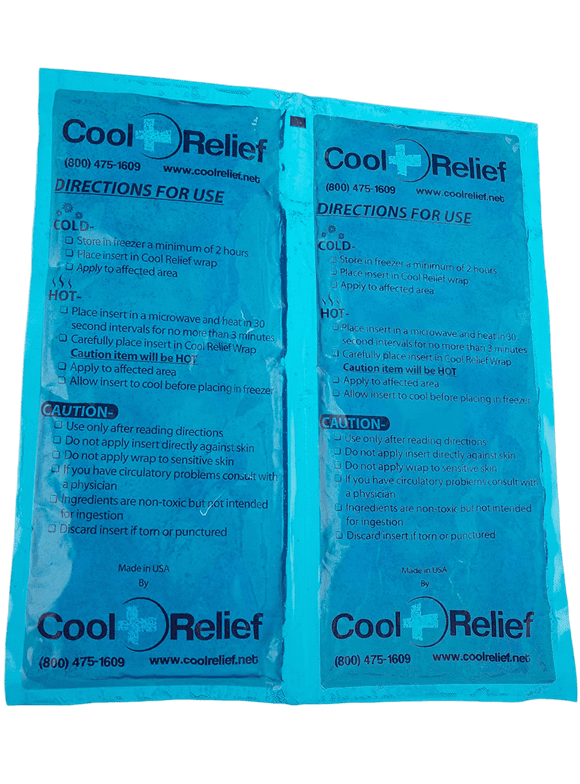 Cool Relief
(800) 475-1609 www.coolrelief.net
DIRECTIONS FOR USE
COLD-
❑ Store in freezer a minimum of 2 hours
❑ Place insert in Cool Relief wrap
❑ Apply to affected area
HOT-
❑ Place insert in a microwave and heat in 30
second intervals for no more than 3 minutes
❑ Carefully place insert in Cool Relief Wrap
Caution item will be HOT
❑ Apply to affected area
❑ Allow insert to cool before placing in freezer
CAUTION-
❑ Use only after reading directions
❑ Do not apply insert directly against skin
❑ Do not apply wrap to sensitive skin
❑ If you have circulatory problems consult with
a physician
❑ Ingredients are non-toxic but not intended
for ingestion
❑ Discard insert if torn or punctured
Made in USA
By
Cool Relief
(800) 475-1609 www.coolrelief.net
Cool Relief
(800) 475-1609 www.coolrelief.net
DIRECTIONS FOR USE
COLD-
❑ Store in freezer a minimum of 2 hours
❑ Place insert in Cool Relief wrap
❑ Apply to affected area
HOT-
❑ Place insert in a microwave and heat in 30
second intervals for no more than 3 minutes
❑ Carefully place insert in Cool Relief Wrap
Caution item will be HOT
❑ Apply to affected area
❑ Allow insert to cool before placing in freezer
CAUTION-
❑ Use only after reading directions
❑ Do not apply insert directly against skin
❑ Do not apply wrap to sensitive skin
❑ If you have circulatory problems consult with
a physician
❑ Ingredients are non-toxic but not intended
for ingestion
❑ Discard insert if torn or punctured
Made in USA
By
Cool Relief
(800) 475-1609 www.coolrelief.net